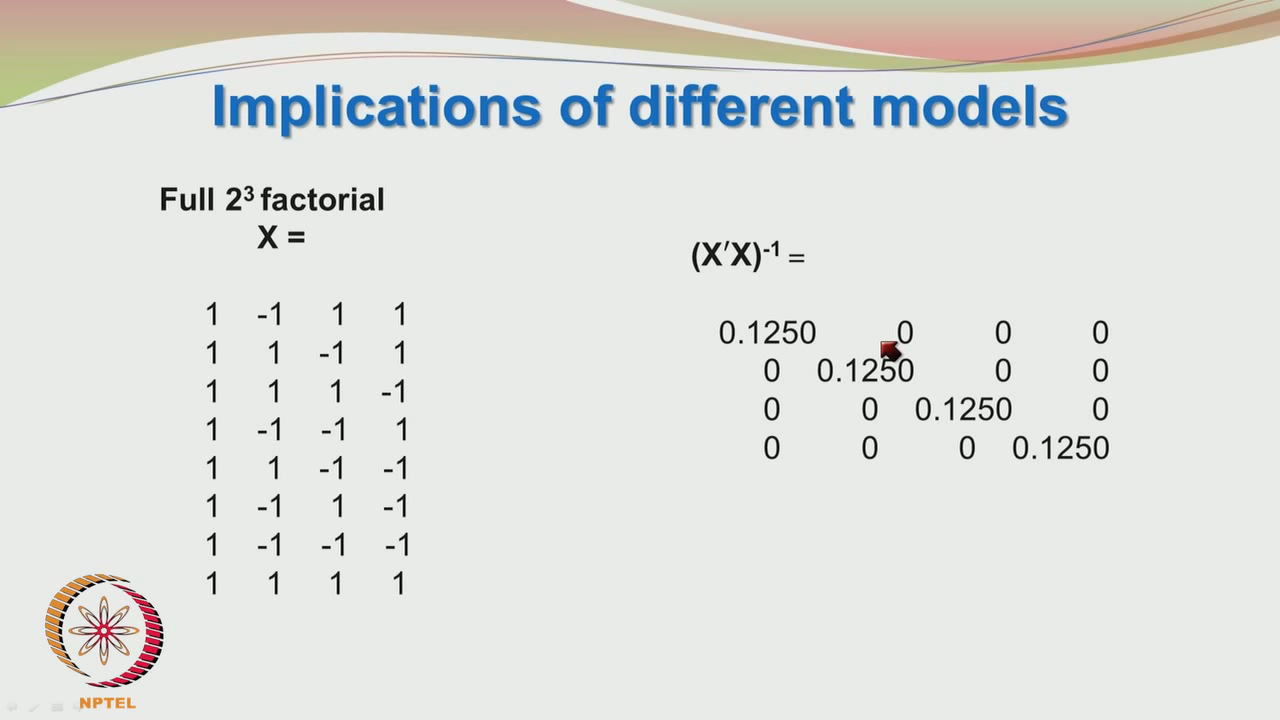 Implications of different models
Full 2³ factorial
X =
1 -1 1 1
1 1 -1 1
1 1 1 -1
1 -1 -1 1
1 1 -1 -1
1 -1 1 -1
1 -1 -1 -1
1 1 1 1
(X′X)⁻¹ =
0.1250 0 0 0
0 0.1250 0 0
0 0 0.1250 0
0 0 0 0.1250
NPTEL